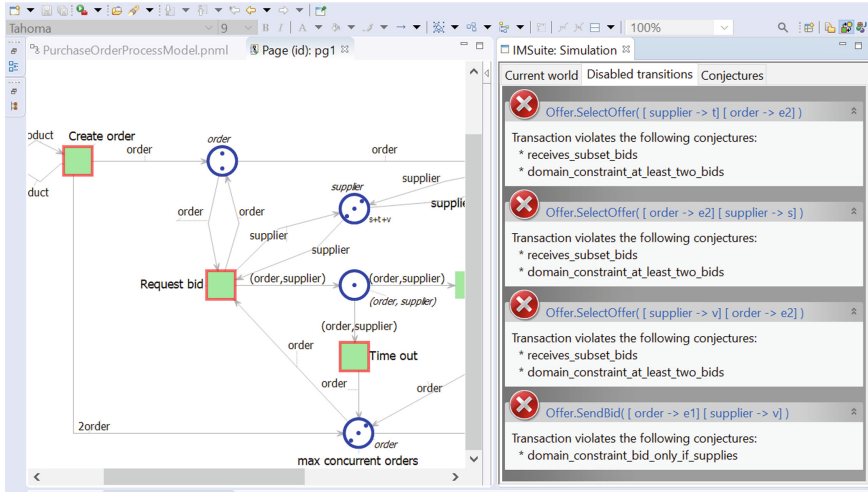 Tahoma 9 B I A 100%
PurchaseOrderProcessModel.pnml Page (id): pg1
IMSuite: Simulation
Current world Disabled transitions Conjectures
Offer.SelectOffer( [ supplier -> t] [ order -> e2] )
Transaction violates the following conjectures:
* receives_subset_bids
* domain_constraint_at_least_two_bids
Offer.SelectOffer( [ order -> e2] [ supplier -> s] )
Transaction violates the following conjectures:
* receives_subset_bids
* domain_constraint_at_least_two_bids
Offer.SelectOffer( [ supplier -> v] [ order -> e2] )
Transaction violates the following conjectures:
* receives_subset_bids
* domain_constraint_at_least_two_bids
Offer.SendBid( [ order -> e1] [ supplier -> v] )
Transaction violates the following conjectures:
* domain_constraint_bid_only_if_supplies
oduct Create order order
order order
duct
supplier supplier
supplie
s+t+v
order order
supplier
supplier
Request bid (order,supplier) (order,supplier)
(order, supplier)
(order,supplier)
order Time out
order order
2order
order
max concurrent orders